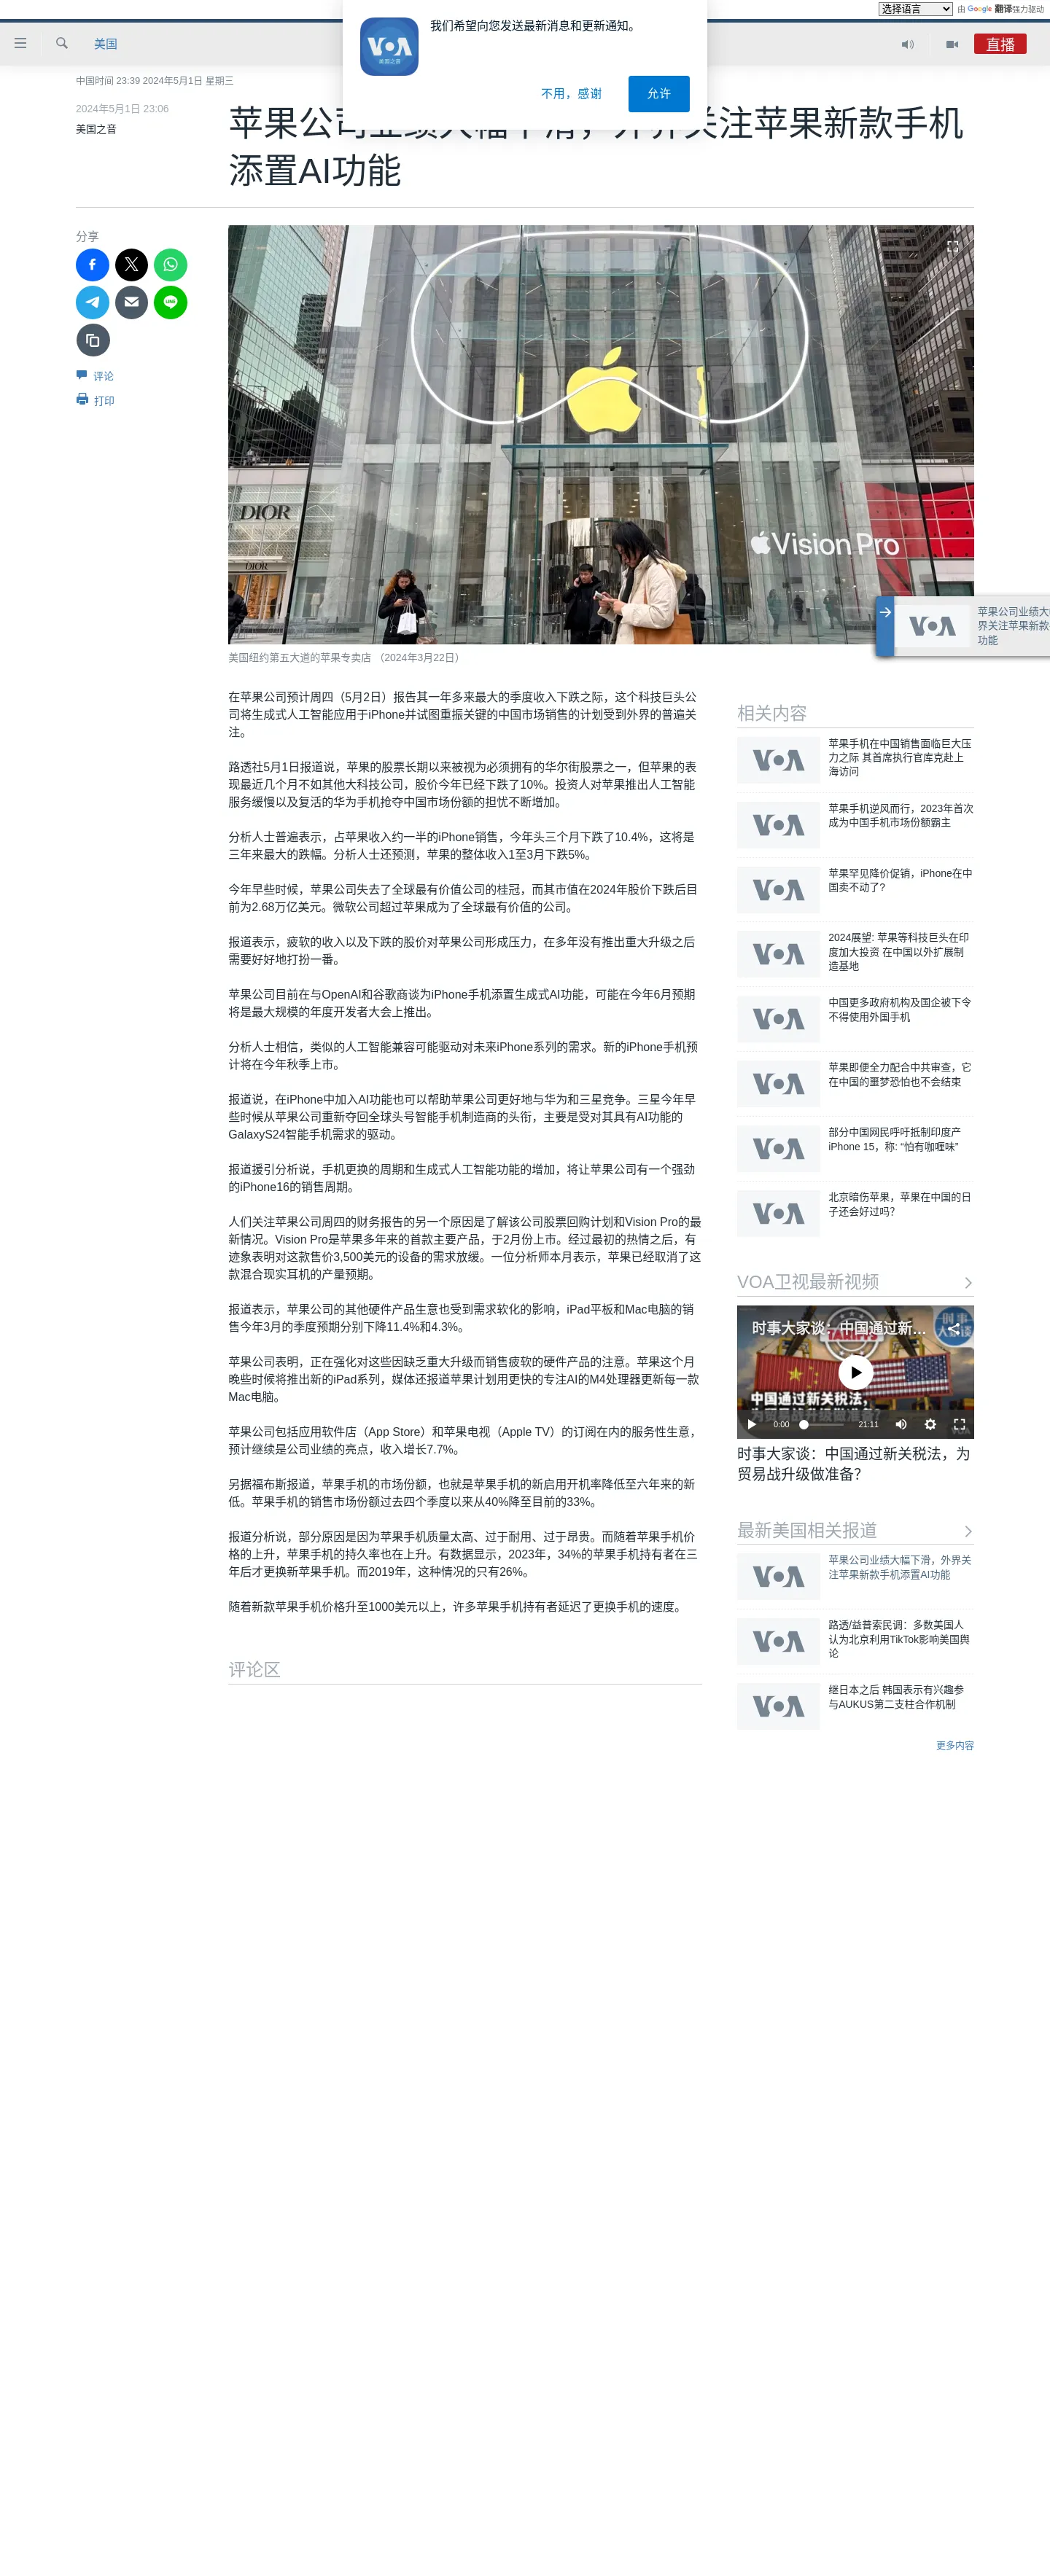 选择语言
由 Google 翻译强力驱动
我们希望向您发送最新消息和更新通知。
VOA
美国之音
不用，感谢
允许
美国
直播
中国时间 23:39 2024年5月1日 星期三
2024年5月1日 23:06
美国之音
添置AI功能
分享
LINE
评论
打印
DIOR
DIOR
Vision Pro
美国纽约第五大道的苹果专卖店 （2024年3月22日）
VOA
苹果公司业绩大
界关注苹果新款
功能
在苹果公司预计周四（5月2日）报告其一年多来最大的季度收入下跌之际，这个科技巨头公
司将生成式人工智能应用于iPhone并试图重振关键的中国市场销售的计划受到外界的普遍关
注。
路透社5月1日报道说，苹果的股票长期以来被视为必须拥有的华尔街股票之一，但苹果的表
现最近几个月不如其他大科技公司，股价今年已经下跌了10%。投资人对苹果推出人工智能
服务缓慢以及复活的华为手机抢夺中国市场份额的担忧不断增加。
分析人士普遍表示，占苹果收入约一半的iPhone销售，今年头三个月下跌了10.4%，这将是
三年来最大的跌幅。分析人士还预测，苹果的整体收入1至3月下跌5%。
今年早些时候，苹果公司失去了全球最有价值公司的桂冠，而其市值在2024年股价下跌后目
前为2.68万亿美元。微软公司超过苹果成为了全球最有价值的公司。
报道表示，疲软的收入以及下跌的股价对苹果公司形成压力，在多年没有推出重大升级之后
需要好好地打扮一番。
苹果公司目前在与OpenAI和谷歌商谈为iPhone手机添置生成式AI功能，可能在今年6月预期
将是最大规模的年度开发者大会上推出。
分析人士相信，类似的人工智能兼容可能驱动对未来iPhone系列的需求。新的iPhone手机预
计将在今年秋季上市。
报道说，在iPhone中加入AI功能也可以帮助苹果公司更好地与华为和三星竞争。三星今年早
些时候从苹果公司重新夺回全球头号智能手机制造商的头衔，主要是受对其具有AI功能的
GalaxyS24智能手机需求的驱动。
报道援引分析说，手机更换的周期和生成式人工智能功能的增加，将让苹果公司有一个强劲
的iPhone16的销售周期。
人们关注苹果公司周四的财务报告的另一个原因是了解该公司股票回购计划和Vision Pro的最
新情况。Vision Pro是苹果多年来的首款主要产品，于2月份上市。经过最初的热情之后，有
迹象表明对这款售价3,500美元的设备的需求放缓。一位分析师本月表示，苹果已经取消了这
款混合现实耳机的产量预期。
报道表示，苹果公司的其他硬件产品生意也受到需求软化的影响，iPad平板和Mac电脑的销
售今年3月的季度预期分别下降11.4%和4.3%。
苹果公司表明，正在强化对这些因缺乏重大升级而销售疲软的硬件产品的注意。苹果这个月
晚些时候将推出新的iPad系列，媒体还报道苹果计划用更快的专注AI的M4处理器更新每一款
Mac电脑。
苹果公司包括应用软件店（App Store）和苹果电视（Apple TV）的订阅在内的服务性生意，
预计继续是公司业绩的亮点，收入增长7.7%。
另据福布斯报道，苹果手机的市场份额，也就是苹果手机的新启用开机率降低至六年来的新
低。苹果手机的销售市场份额过去四个季度以来从40%降至目前的33%。
报道分析说，部分原因是因为苹果手机质量太高、过于耐用、过于昂贵。而随着苹果手机价
格的上升，苹果手机的持久率也在上升。有数据显示，2023年，34%的苹果手机持有者在三
年后才更换新苹果手机。而2019年，这种情况的只有26%。
随着新款苹果手机价格升至1000美元以上，许多苹果手机持有者延迟了更换手机的速度。
评论区
相关内容
VOA
苹果手机在中国销售面临巨大压
力之际 其首席执行官库克赴上
海访问
VOA
苹果手机逆风而行，2023年首次
成为中国手机市场份额霸主
VOA
苹果罕见降价促销，iPhone在中
国卖不动了?
VOA
2024展望: 苹果等科技巨头在印
度加大投资 在中国以外扩展制
造基地
VOA
中国更多政府机构及国企被下令
不得使用外国手机
VOA
苹果即便全力配合中共审查，它
在中国的噩梦恐怕也不会结束
VOA
部分中国网民呼吁抵制印度产
iPhone 15，称: “怕有咖喱味”
VOA
北京暗伤苹果，苹果在中国的日
子还会好过吗？
VOA卫视最新视频
时事大家谈：中国通过新...
TARIFFS
中国通过新关税法，
0:00
21:11
时事大家谈：中国通过新关税法，为
贸易战升级做准备？
最新美国相关报道
VOA
苹果公司业绩大幅下滑，外界关
注苹果新款手机添置AI功能
VOA
路透/益普索民调：多数美国人
认为北京利用TikTok影响美国舆
论
VOA
继日本之后 韩国表示有兴趣参
与AUKUS第二支柱合作机制
更多内容